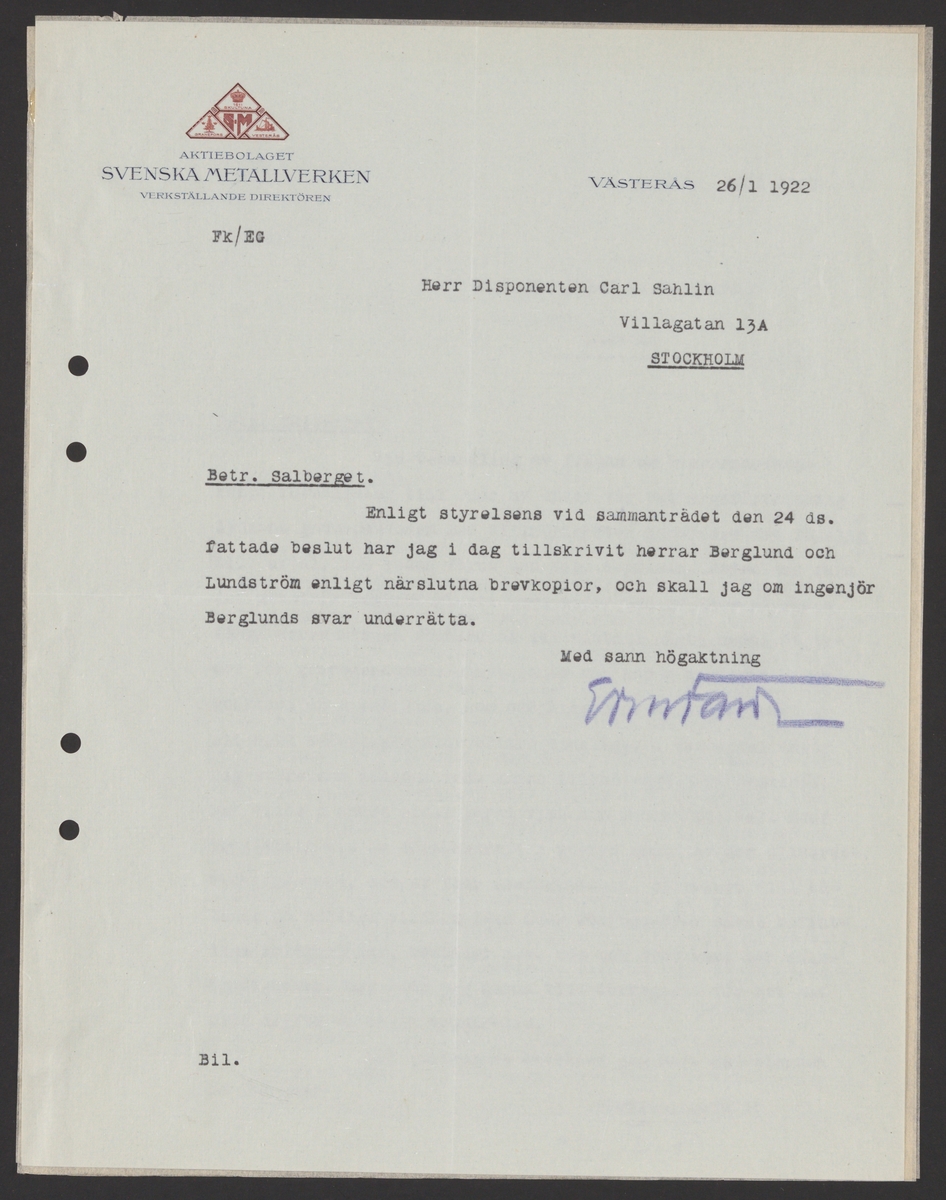 AKTIEBOLAGET
SVENSKA METALLVERKEN
VERKSTÄLLANDE DIREKTÖREN
VÄSTERÅS 26/1 1922
Fk/EG
Herr Disponenten Carl Sahlin
Villagatan 13A
STOCKHOLM
Betr. Salberget.
Enligt styrelsens vid sammanträdet den 24 ds.
fattade beslut har jag i dag tillskrivit herrar Berglund och
Lundström enligt närslutna brevkopior, och skall jag om ingenjör
Berglunds svar underrätta.
Med sann högaktning
Bil.